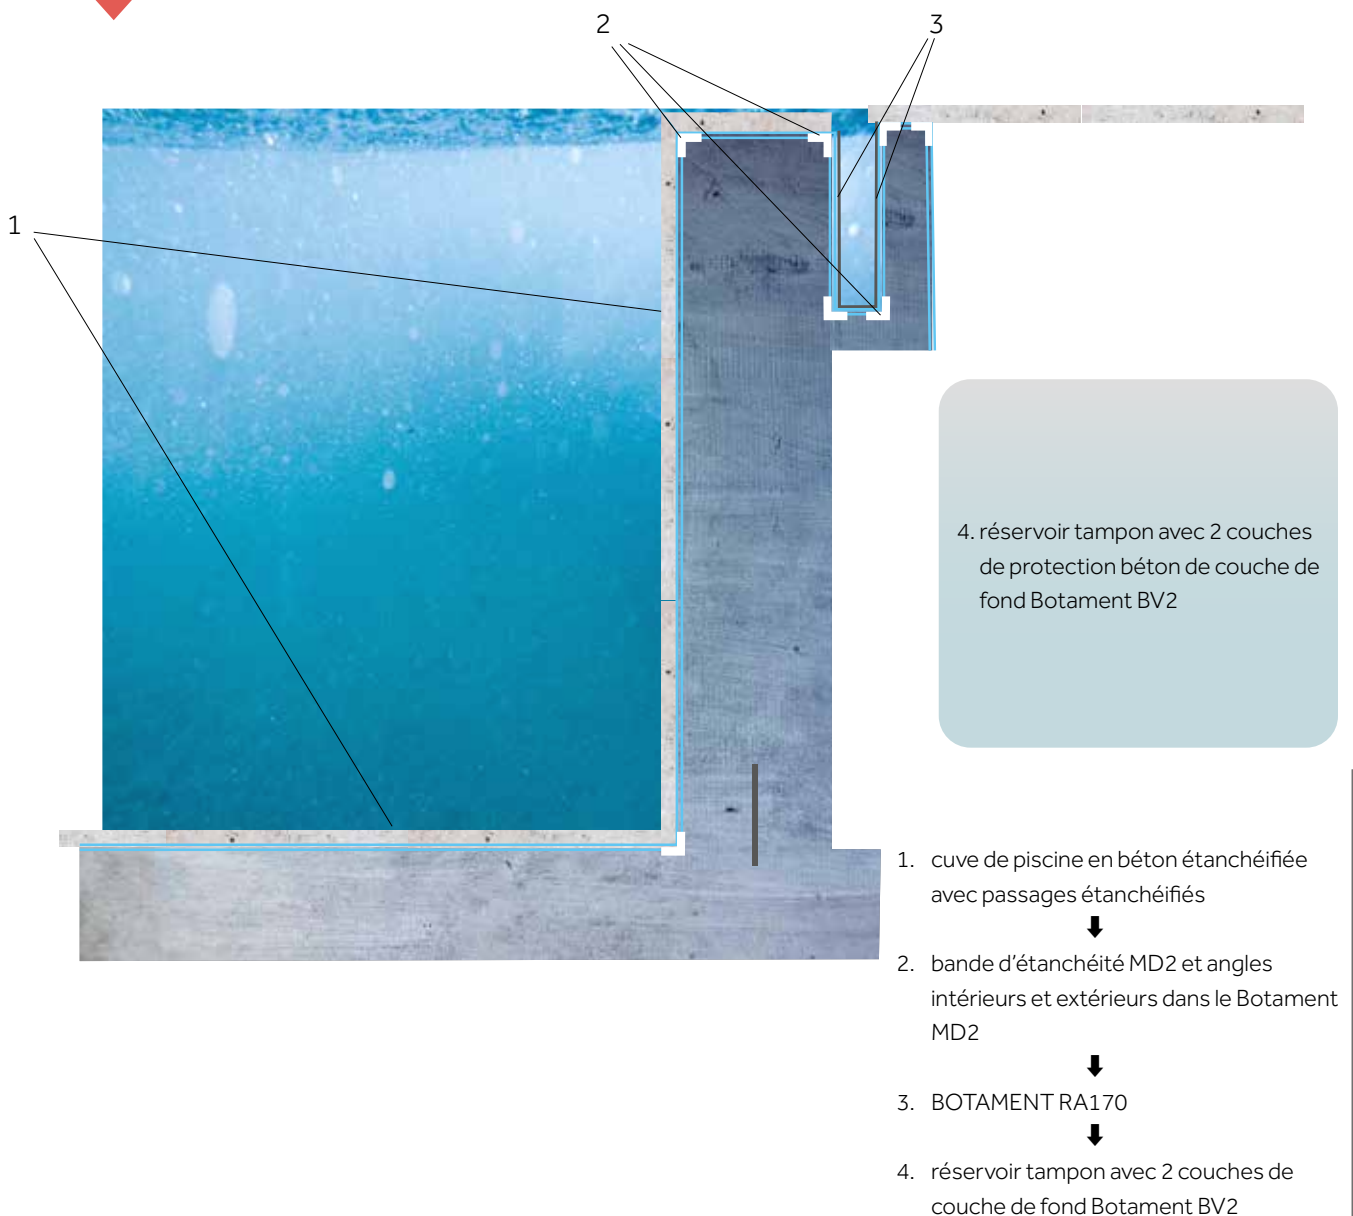 2
3
1
4. réservoir tampon avec 2 couches
de protection béton de couche de
fond Botament BV2
1. cuve de piscine en béton étanchéifiée
avec passages étanchéifiés
2. bande d'étanchéité MD2 et angles
intérieurs et extérieurs dans le Botament
MD2
3. BOTAMENT RA170
4. réservoir tampon avec 2 couches de
couche de fond Botament BV2